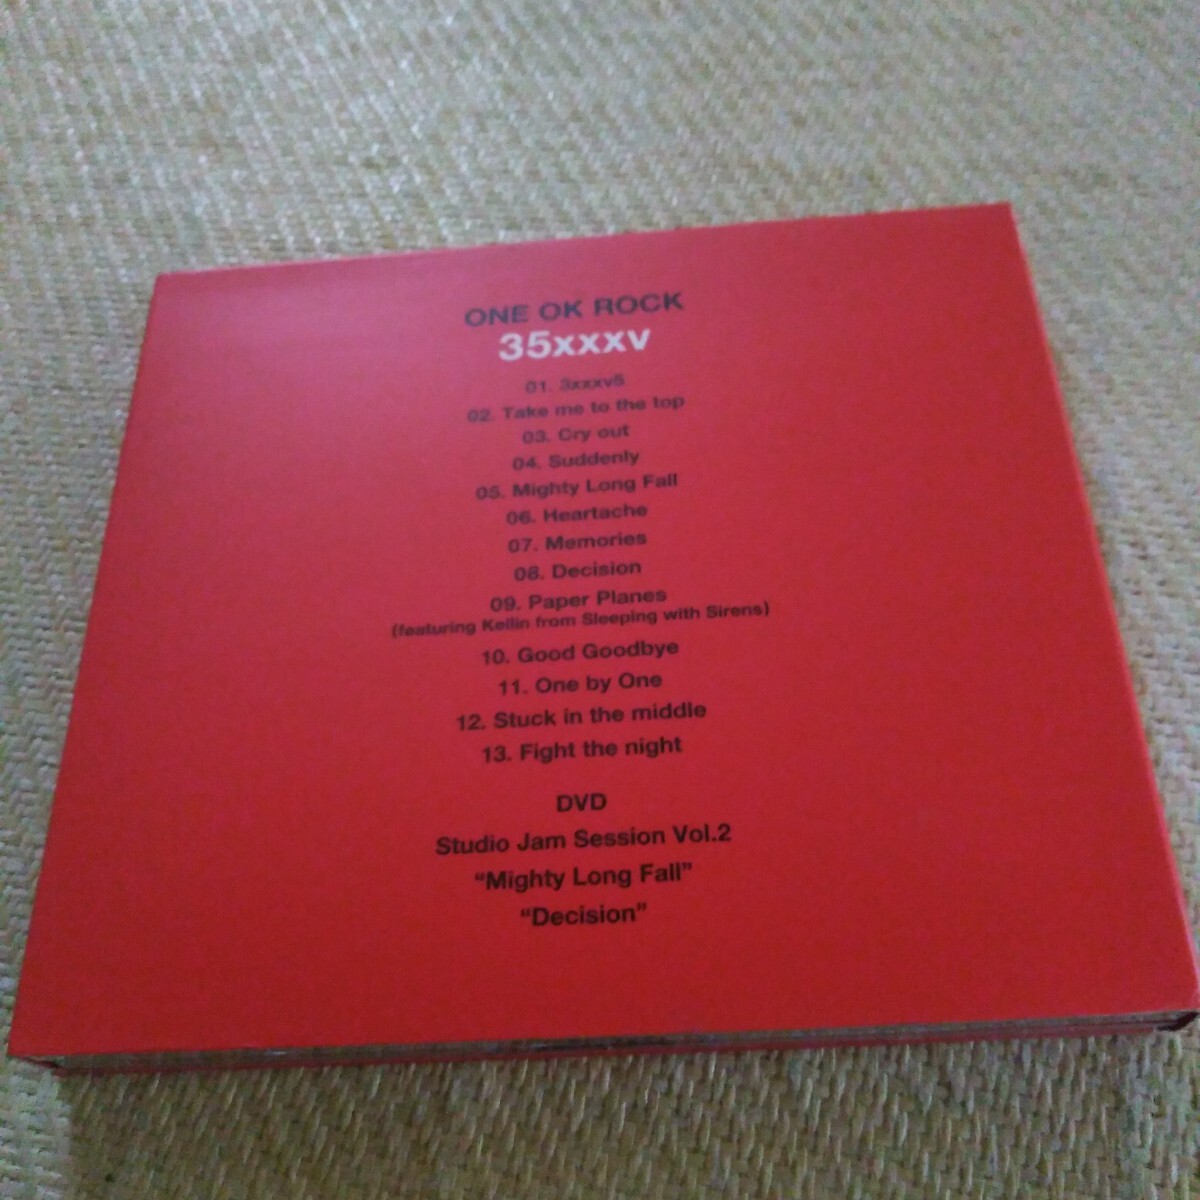 ONE OK ROCK
35xxxv
01. 3xxxv5
02. Take me to the top
03. Cry out
04. Suddenly
05. Mighty Long Fall
06. Heartache
07. Memories
08. Decision
09. Paper Planes
(featuring Kellin from Sleeping with Sirens)
10. Good Goodbye
11. One by One
12. Stuck in the middle
13. Fight the night
DVD
Studio Jam Session Vol.2
“Mighty Long Fall”
“Decision”